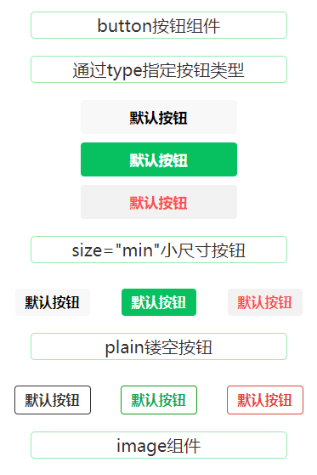 button按钮组件
通过type指定按钮类型
默认按钮
默认按钮
默认按钮
size="min"小尺寸按钮
默认按钮 默认按钮 默认按钮
plain镂空按钮
默认按钮 默认按钮 默认按钮
image组件